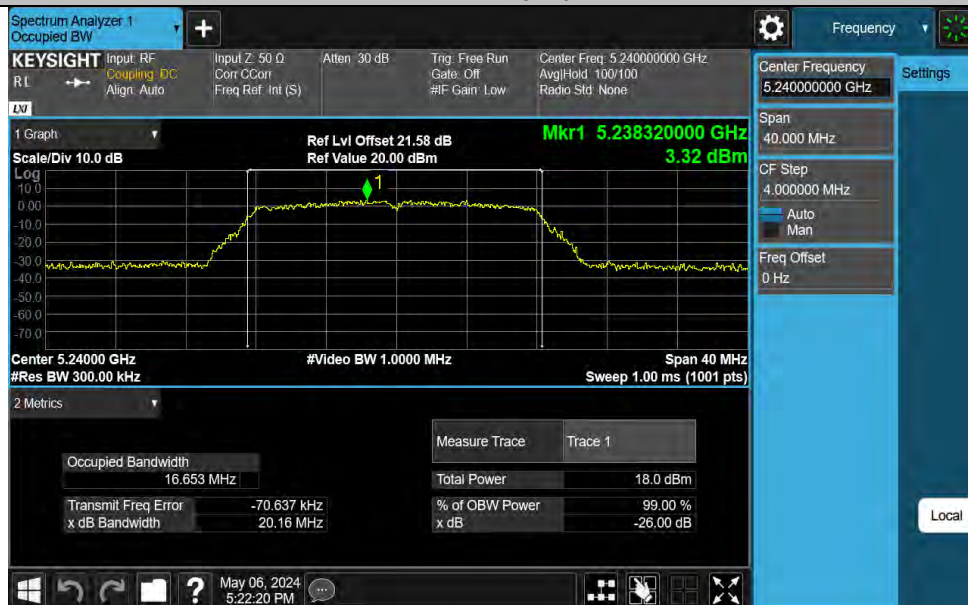 Spectrum Analyzer 1
Occupied BW
+
Frequency
KEYSIGHT
Input: RF
Coupling: DC
Align: Auto
Input Z: 50 Ω
Corr CCorr
Freq Ref: Int (S)
Atten: 30 dB
Trig: Free Run
Gate: Off
#IF Gain: Low
Center Freq: 5.240000000 GHz
Avg|Hold: 100/100
Radio Std: None
LXI
Center Frequency
5.240000000 GHz
Settings
Span
40.000 MHz
CF Step
4.000000 MHz
Auto
Man
Freq Offset
0 Hz
1 Graph
Scale/Div 10.0 dB
Ref Lvl Offset 21.58 dB
Ref Value 20.00 dBm
Mkr1 5.238320000 GHz
3.32 dBm
Log
10.0
0.00
-10.0
-20.0
-30.0
-40.0
-50.0
-60.0
-70.0
1
Center 5.24000 GHz
#Res BW 300.00 kHz
#Video BW 1.0000 MHz
Span 40 MHz
Sweep 1.00 ms (1001 pts)
2 Metrics
Measure Trace Trace 1
Occupied Bandwidth
16.653 MHz
Total Power 18.0 dBm
Transmit Freq Error -70.637 kHz
% of OBW Power 99.00 %
x dB Bandwidth 20.16 MHz
x dB -26.00 dB
Local
?
May 06, 2024
5:22:20 PM